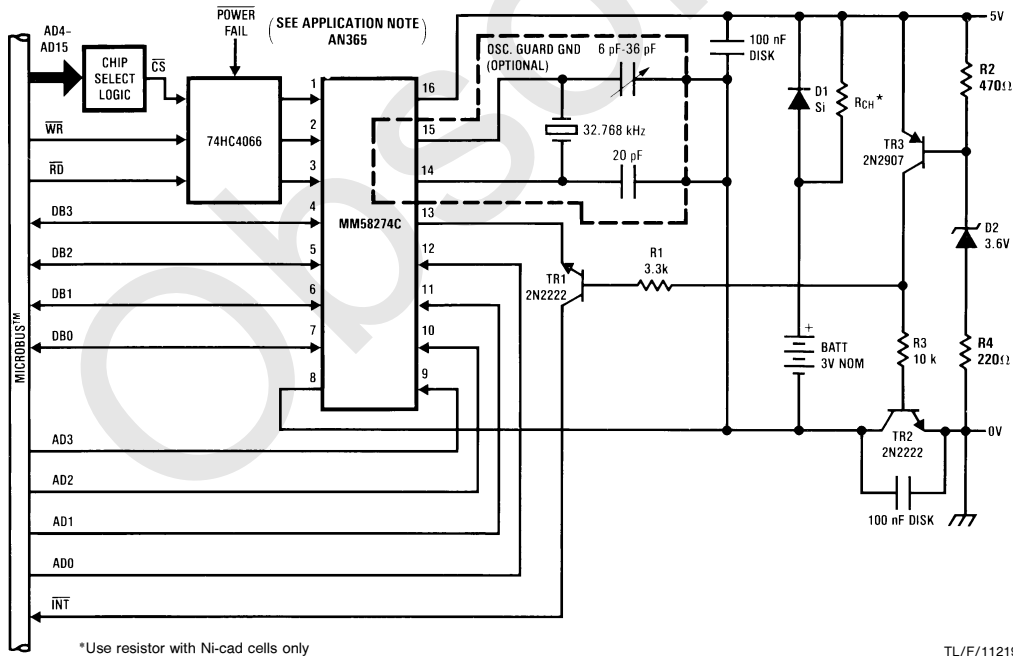 AD4-
AD15
CHIP
SELECT
LOGIC
CS
POWER
FAIL
(SEE APPLICATION NOTE
AN365)
OSC. GUARD GND
(OPTIONAL)
6 pF-36 pF
100 nF
DISK
5V
WR
RD
74HC4066
1
2
3
4
5
6
7
8
MM58274C
16
15
14
13
12
11
10
9
32.768 kHz
20 pF
D1
Si
RCH*
R2
470Ω
TR3
2N2907
D2
3.6V
DB3
DB2
DB1
DB0
MICROBUS™
TR1
2N2222
R1
3.3k
+
BATT
3V NOM
R3
10 k
R4
220Ω
TR2
2N2222
0V
100 nF DISK
AD3
AD2
AD1
AD0
INT
*Use resistor with Ni-cad cells only
TL/F/11219
Obso